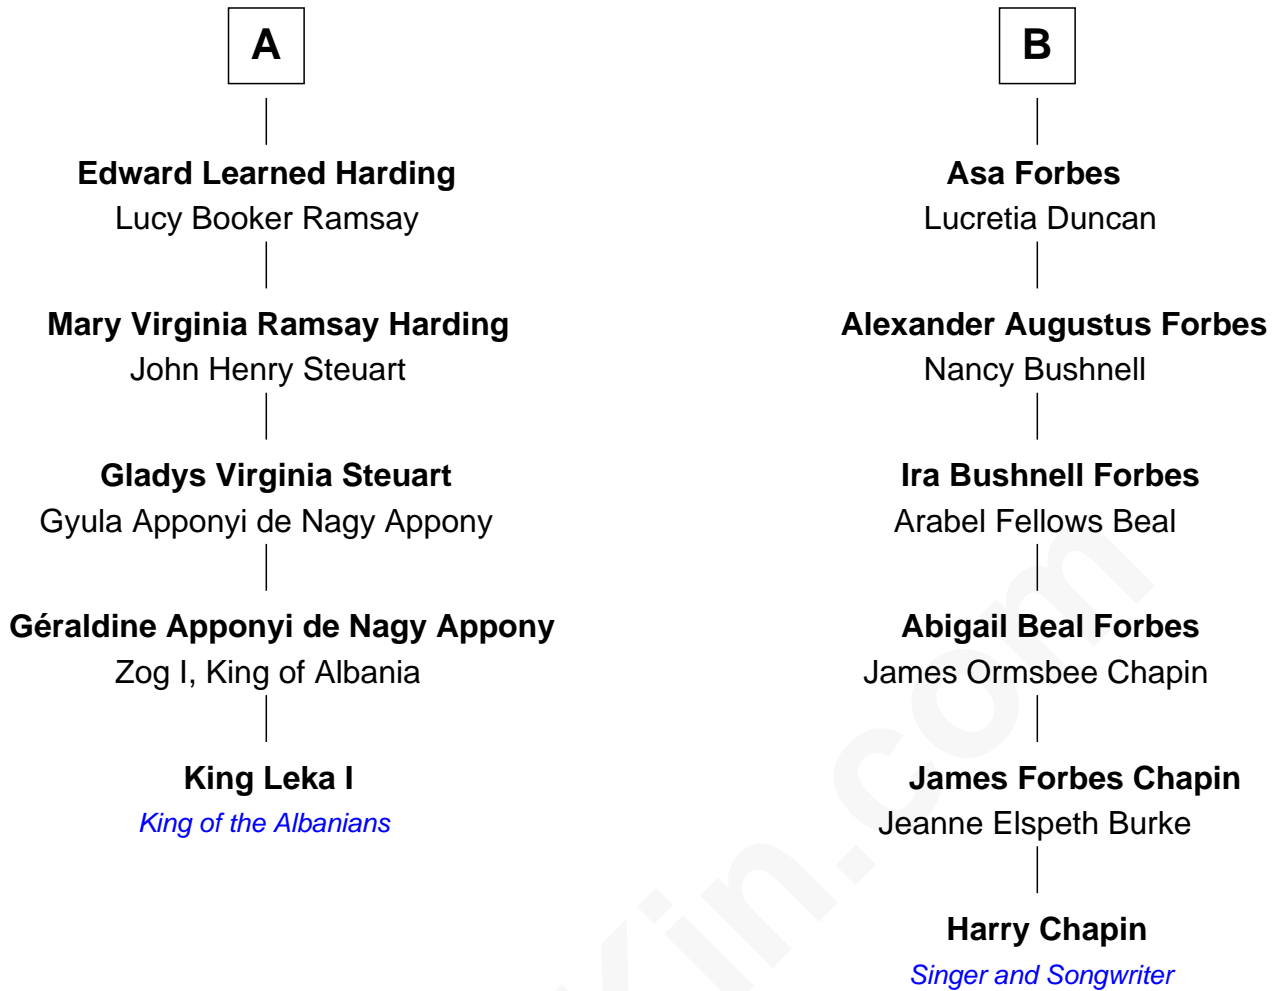 A
Edward Learned Harding
Lucy Booker Ramsay
Mary Virginia Ramsay Harding
John Henry Steuart
Gladys Virginia Steuart
Gyula Apponyi de Nagy Appony
Géraldine Apponyi de Nagy Appony
Zog I, King of Albania
King Leka I
King of the Albanians
B
Asa Forbes
Lucretia Duncan
Alexander Augustus Forbes
Nancy Bushnell
Ira Bushnell Forbes
Arabel Fellows Beal
Abigail Beal Forbes
James Ormsbee Chapin
James Forbes Chapin
Jeanne Elspeth Burke
Harry Chapin
Singer and Songwriter
Kin.com